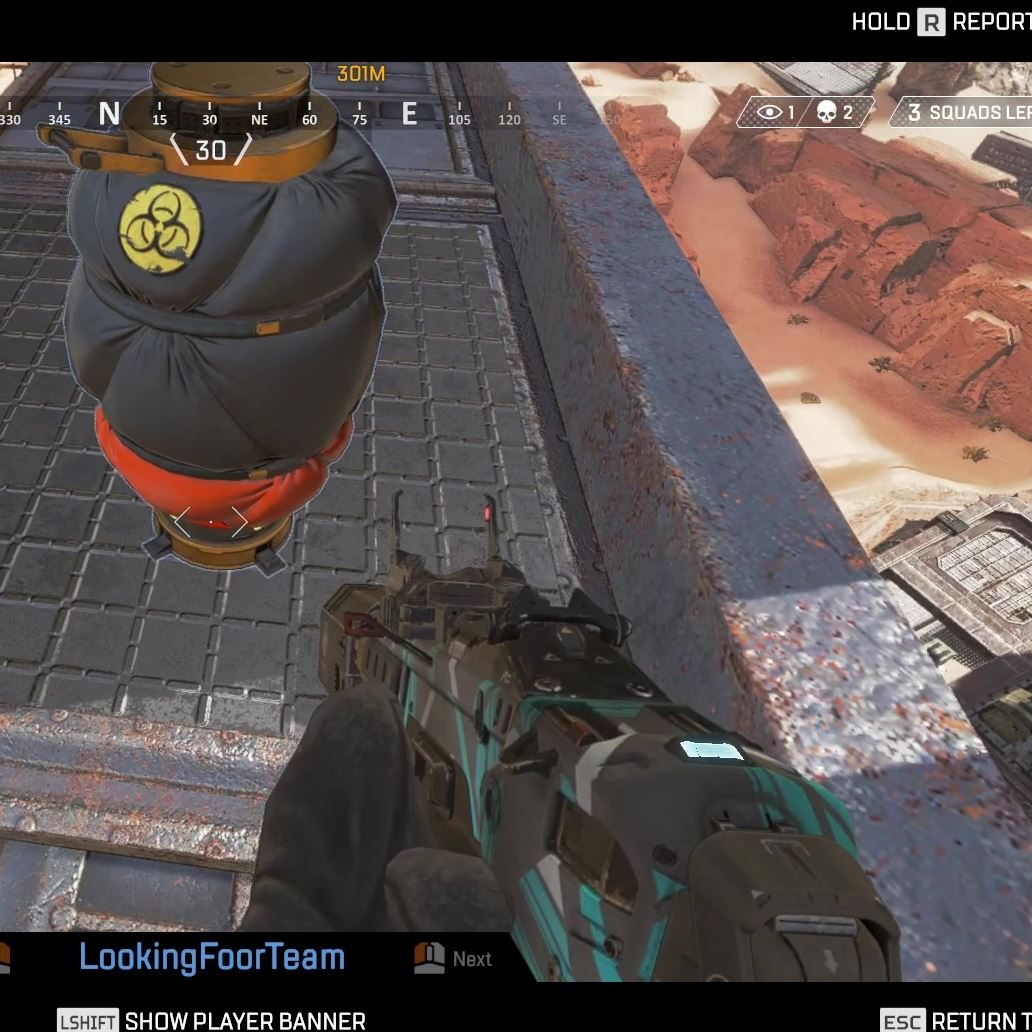 HOLD R REPORT
301M
330 345 N 15 30 NE 60 75 E 105 120 SE
1 2 3 SQUADS LEF
30
LookingFoorTeam Next
LSHIFT SHOW PLAYER BANNER ESC RETURN T